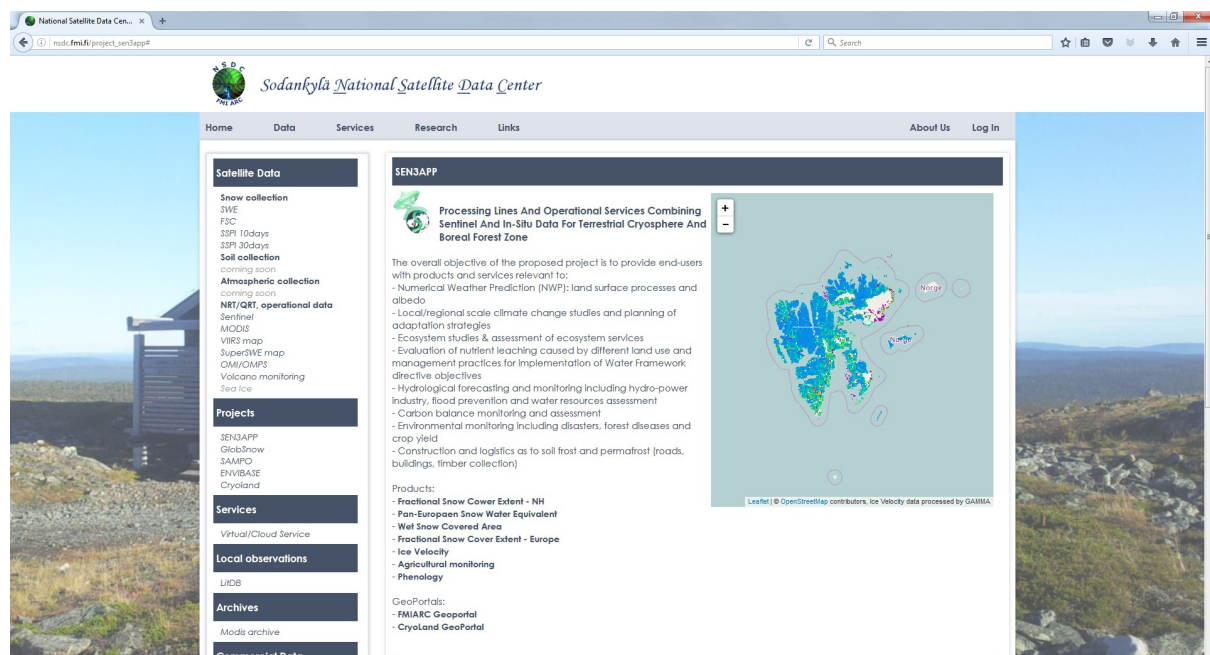 National Satellite Data Cen...
nsdc.fmi.fi/project_sen3app#
Search
NSDC
FMI ARC
Sodankylä National Satellite Data Center
Home Data Services Research Links About Us Log In
Satellite Data
Snow collection
SWE
FSC
SSPI 10days
SSPI 30days
Soil collection
coming soon
Atmospheric collection
coming soon
NRT/QRT, operational data
Sentinel
MODIS
VIIRS map
SuperSWE map
OMI/OMPS
Volcano monitoring
Sea Ice
Projects
SEN3APP
GlobSnow
SAMPO
ENVIBASE
Cryoland
Services
Virtual/Cloud Service
Local observations
LitDB
Archives
Modis archive
Commercial Data
SEN3APP
Processing Lines And Operational Services Combining
Sentinel And In-Situ Data For Terrestrial Cryosphere And
Boreal Forest Zone
The overall objective of the proposed project is to provide end-users
with products and services relevant to:
- Numerical Weather Prediction (NWP): land surface processes and
albedo
- Local/regional scale climate change studies and planning of
adaptation strategies
- Ecosystem studies & assessment of ecosystem services
- Evaluation of nutrient leaching caused by different land use and
management practices for implementation of Water Framework
directive objectives
- Hydrological forecasting and monitoring including hydro-power
industry, flood prevention and water resources assessment
- Carbon balance monitoring and assessment
- Environmental monitoring including disasters, forest diseases and
crop yield
- Construction and logistics as to soil frost and permafrost (roads,
buildings, timber collection)
Products:
- Fractional Snow Cower Extent - NH
- Pan-Europaen Snow Water Equivalent
- Wet Snow Covered Area
- Fractional Snow Cover Extent - Europe
- Ice Velocity
- Agricultural monitoring
- Phenology
GeoPortals:
- FMIARC Geoportal
- CryoLand GeoPortal
+
−
Norge
Norge
Leaflet | © OpenStreetMap contributors, Ice Velocity data processed by GAMMA